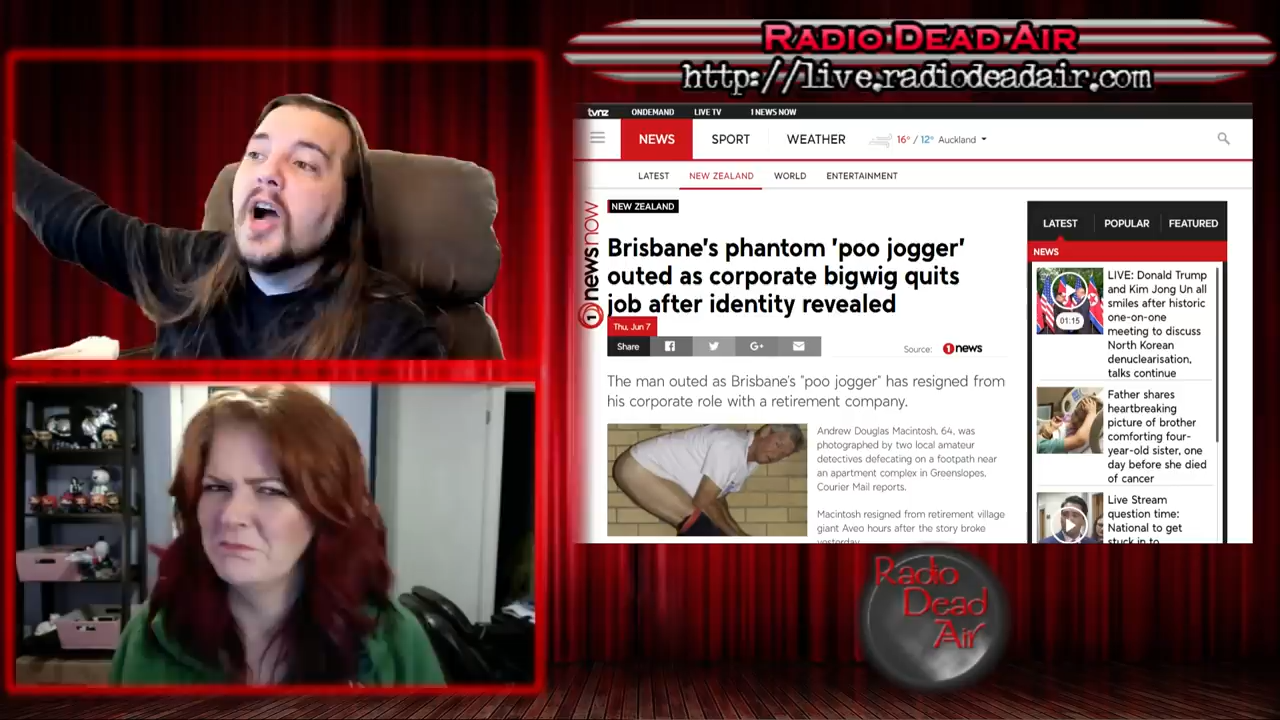 RADIO DEAD AIR
http://live.radiodeadair.com
tvnz ONDEMAND LIVE TV 1 NEWS NOW
NEWS SPORT WEATHER 16° / 12° Auckland
LATEST NEW ZEALAND WORLD ENTERTAINMENT
1 news now
NEW ZEALAND
Brisbane's phantom 'poo jogger'
outed as corporate bigwig quits
job after identity revealed
Thu, Jun 7
Share G+ Source: 1 news
The man outed as Brisbane's "poo jogger" has resigned from
his corporate role with a retirement company.
Andrew Douglas Macintosh, 64, was
photographed by two local amateur
detectives defecating on a footpath near
an apartment complex in Greenslopes,
Courier Mail reports.
Macintosh resigned from retirement village
giant Aveo hours after the story broke
yesterday.
LATEST POPULAR FEATURED
NEWS
LIVE: Donald Trump
and Kim Jong Un all
smiles after historic
one-on-one
meeting to discuss
North Korean
denuclearisation,
talks continue
01:15
Father shares
heartbreaking
picture of brother
comforting four-
year-old sister, one
day before she died
of cancer
Live Stream
question time:
National to get
stuck in to
Radio
Dead
Air